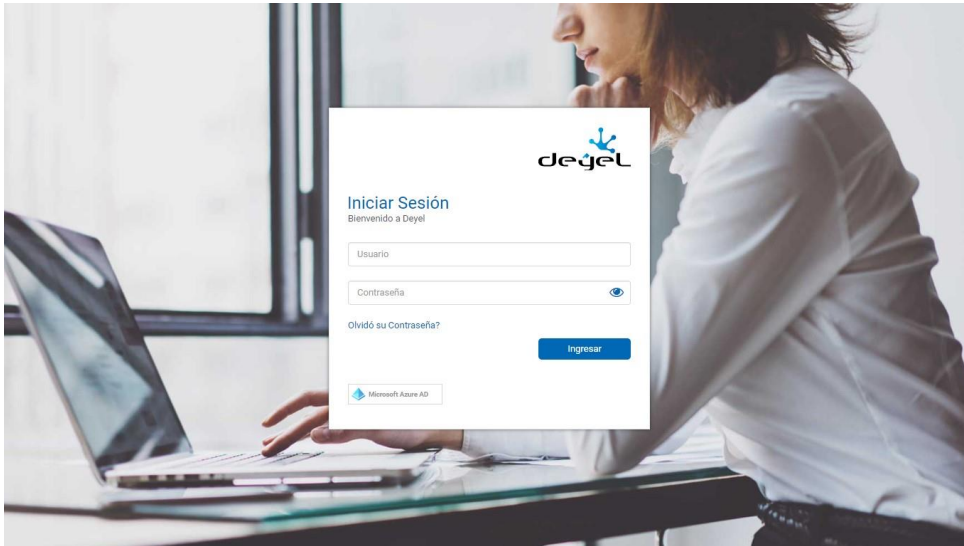 deyel
Iniciar Sesión
Bienvenido a Deyel
Usuario
Contraseña
Olvidó su Contraseña?
Ingresar
Microsoft Azure AD